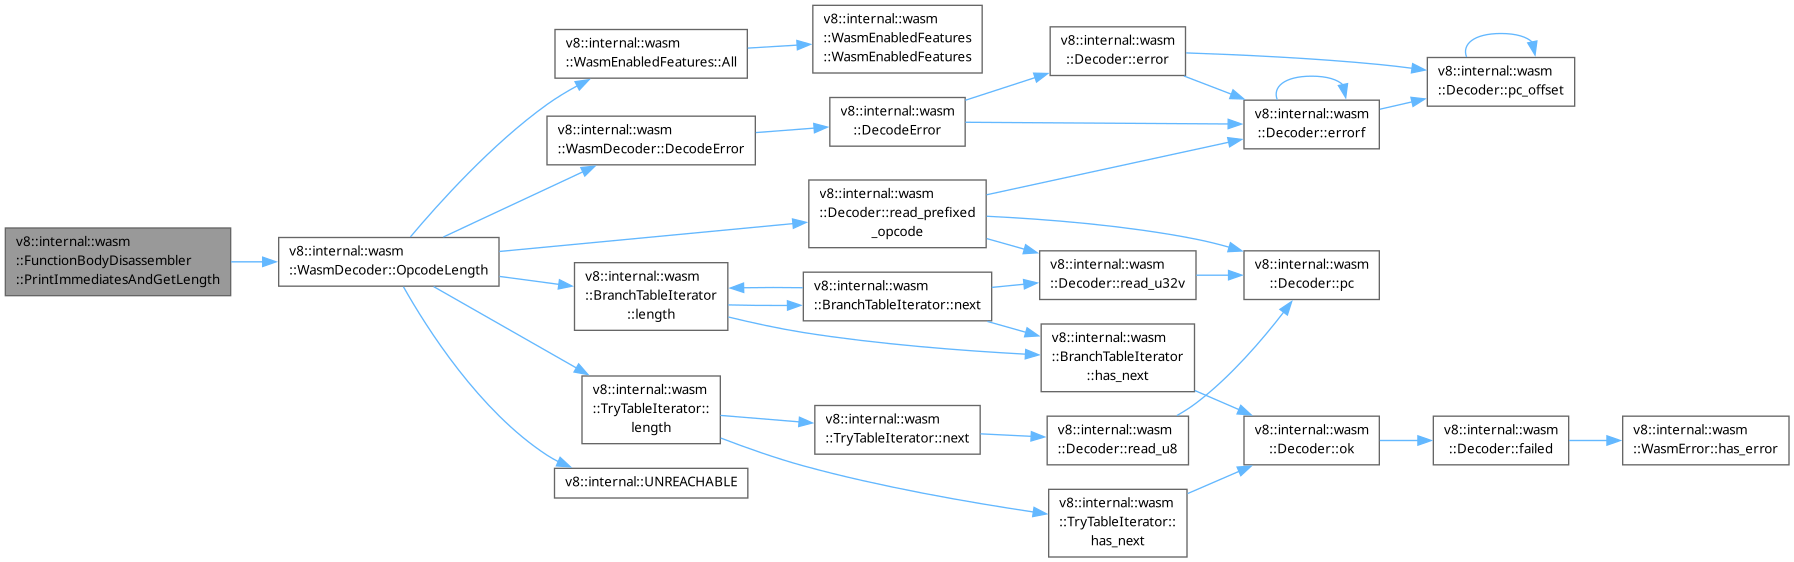 v8::internal::wasm
::FunctionBodyDisassembler
::PrintImmediatesAndGetLength
v8::internal::wasm
::WasmDecoder::OpcodeLength
v8::internal::wasm
::WasmEnabledFeatures::All
v8::internal::wasm
::WasmEnabledFeatures
::WasmEnabledFeatures
v8::internal::wasm
::WasmDecoder::DecodeError
v8::internal::wasm
::DecodeError
v8::internal::wasm
::Decoder::error
v8::internal::wasm
::Decoder::errorf
v8::internal::wasm
::Decoder::pc_offset
v8::internal::wasm
::Decoder::read_prefixed
_opcode
v8::internal::wasm
::Decoder::read_u32v
v8::internal::wasm
::Decoder::pc
v8::internal::wasm
::BranchTableIterator
::length
v8::internal::wasm
::BranchTableIterator::next
v8::internal::wasm
::BranchTableIterator
::has_next
v8::internal::wasm
::TryTableIterator::
length
v8::internal::wasm
::TryTableIterator::next
v8::internal::wasm
::Decoder::read_u8
v8::internal::wasm
::Decoder::ok
v8::internal::wasm
::Decoder::failed
v8::internal::wasm
::WasmError::has_error
v8::internal::UNREACHABLE
v8::internal::wasm
::TryTableIterator::
has_next